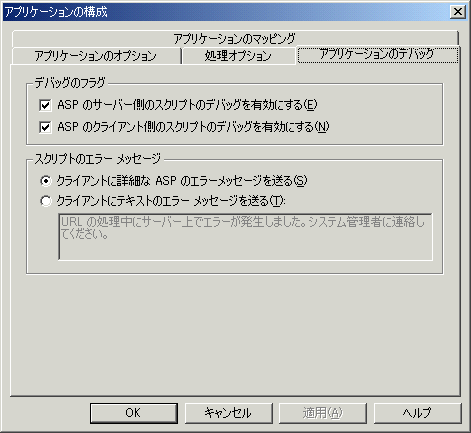 アプリケーションの構成
アプリケーションのマッピング
アプリケーションのオプション
処理オプション
アプリケーションのデバック
デバッグのフラグ
ASP のサーバー側のスクリプトのデバッグを有効にする(E)
ASP のクライアント側のスクリプトのデバッグを有効にする(N)
スクリプトのエラー メッセージ
クライアントに詳細な ASP のエラーメッセージを送る(S)
クライアントにテキストのエラー メッセージを送る(T):
URL の処理中にサーバー上でエラーが発生しました。システム管理者に連絡し
てください。
OK
キャンセル
適用(A)
ヘルプ